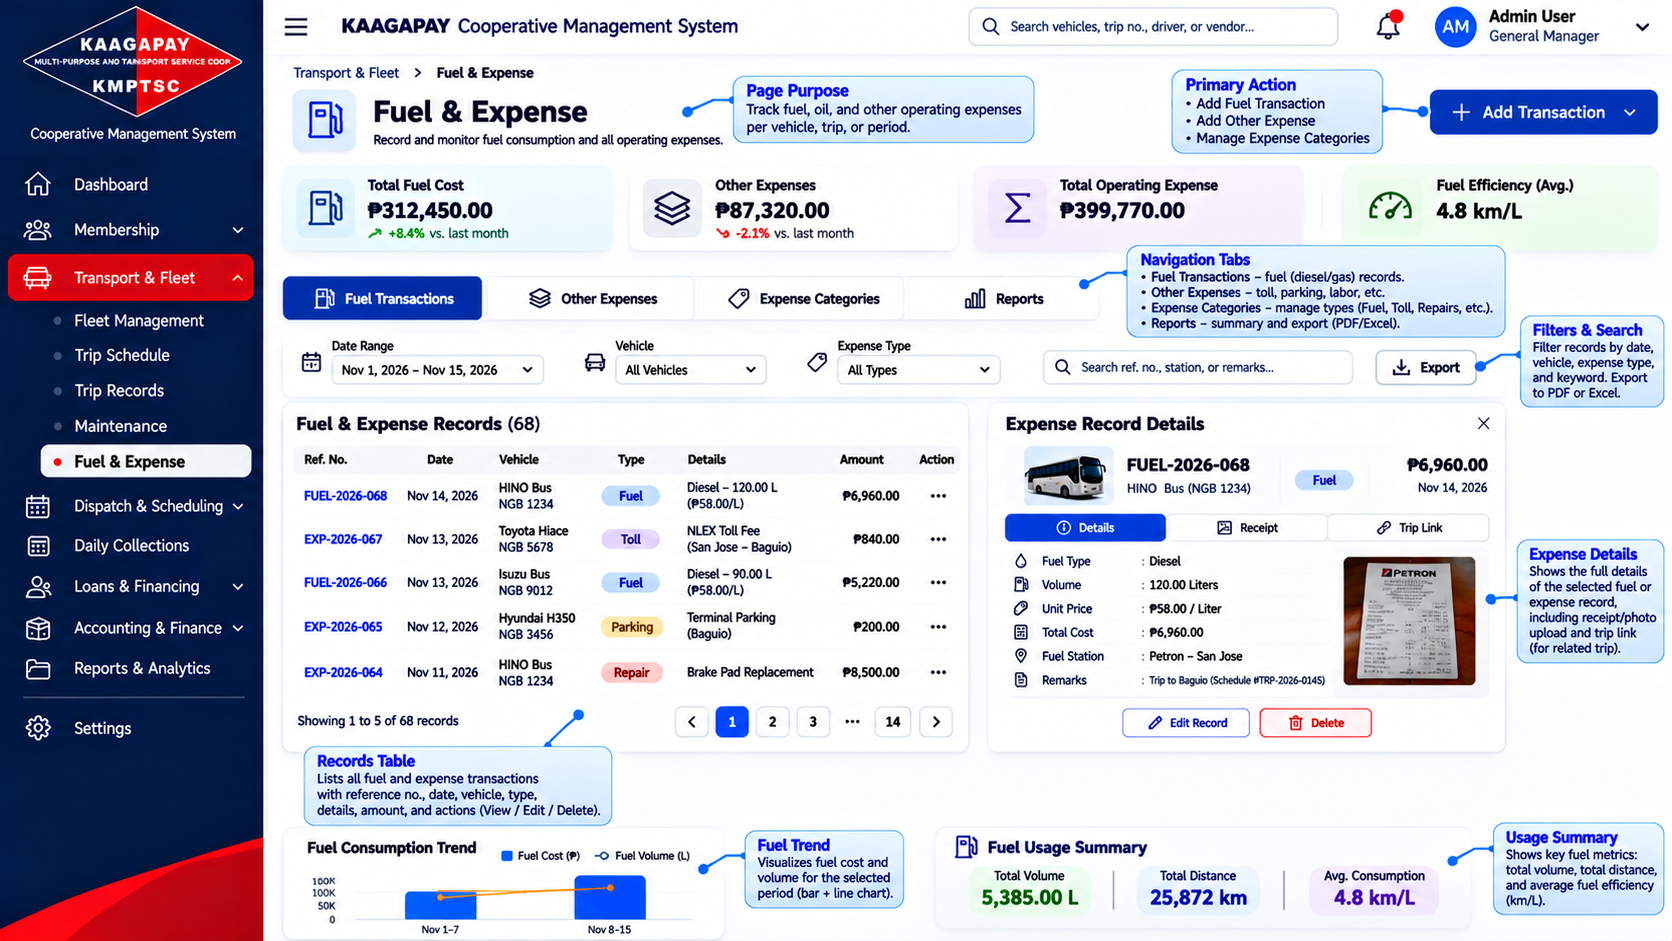 KAAGAPAY
MULTI-PURPOSE AND TANSPORT SERVICE COOP
KMPTSC
Cooperative Management System
Dashboard
Membership
Transport & Fleet
Fleet Management
Trip Schedule
Trip Records
Maintenance
Fuel & Expense
Dispatch & Scheduling
Daily Collections
Loans & Financing
Accounting & Finance
Reports & Analytics
Settings
KAAGAPAY Cooperative Management System
Search vehicles, trip no., driver, or vendor...
AM
Admin User
General Manager
Transport & Fleet > Fuel & Expense
Fuel & Expense
Record and monitor fuel consumption and all operating expenses.
Page Purpose
Track fuel, oil, and other operating expenses
per vehicle, trip, or period.
Primary Action
• Add Fuel Transaction
• Add Other Expense
• Manage Expense Categories
+ Add Transaction
Total Fuel Cost
₱312,450.00
+8.4% vs. last month
Other Expenses
₱87,320.00
-2.1% vs. last month
Total Operating Expense
₱399,770.00
Fuel Efficiency (Avg.)
4.8 km/L
Navigation Tabs
• Fuel Transactions – fuel (diesel/gas) records.
• Other Expenses – toll, parking, labor, etc.
• Expense Categories – manage types (Fuel, Toll, Repairs, etc.).
• Reports – summary and export (PDF/Excel).
Fuel Transactions
Other Expenses
Expense Categories
Reports
Date Range
Nov 1, 2026 – Nov 15, 2026
Vehicle
All Vehicles
Expense Type
All Types
Search ref. no., station, or remarks...
Export
Filters & Search
Filter records by date,
vehicle, expense type,
and keyword. Export
to PDF or Excel.
Fuel & Expense Records (68)
Ref. No. Date Vehicle Type Details Amount Action
FUEL-2026-068 Nov 14, 2026 HINO Bus NGB 1234 Fuel Diesel – 120.00 L (₱58.00/L) ₱6,960.00 •••
EXP-2026-067 Nov 13, 2026 Toyota Hiace NGB 5678 Toll NLEX Toll Fee (San Jose – Baguio) ₱840.00 •••
FUEL-2026-066 Nov 13, 2026 Isuzu Bus NGB 9012 Fuel Diesel – 90.00 L (₱58.00/L) ₱5,220.00 •••
EXP-2026-065 Nov 12, 2026 Hyundai H350 NGB 3456 Parking Terminal Parking (Baguio) ₱200.00 •••
EXP-2026-064 Nov 11, 2026 HINO Bus NGB 1234 Repair Brake Pad Replacement ₱8,500.00 •••
Showing 1 to 5 of 68 records
< 1 2 3 ••• 14 >
Records Table
Lists all fuel and expense transactions
with reference no., date, vehicle, type,
details, amount, and actions (View / Edit / Delete).
Expense Record Details
FUEL-2026-068
HINO Bus (NGB 1234)
Fuel
₱6,960.00
Nov 14, 2026
Details
Receipt
Trip Link
Fuel Type : Diesel
Volume : 120.00 Liters
Unit Price : ₱58.00 / Liter
Total Cost : ₱6,960.00
Fuel Station : Petron – San Jose
Remarks : Trip to Baguio (Schedule #TRP-2026-0145)
PETRON
Edit Record
Delete
Expense Details
Shows the full details
of the selected fuel or
expense record,
including receipt/photo
upload and trip link
(for related trip).
Fuel Consumption Trend
Fuel Cost (₱)
Fuel Volume (L)
100K
100K
50K
0
Nov 1–7
Nov 8-15
Fuel Trend
Visualizes fuel cost and
volume for the selected
period (bar + line chart).
Fuel Usage Summary
Total Volume
5,385.00 L
Total Distance
25,872 km
Avg. Consumption
4.8 km/L
Usage Summary
Shows key fuel metrics:
total volume, total distance,
and average fuel efficiency
(km/L).